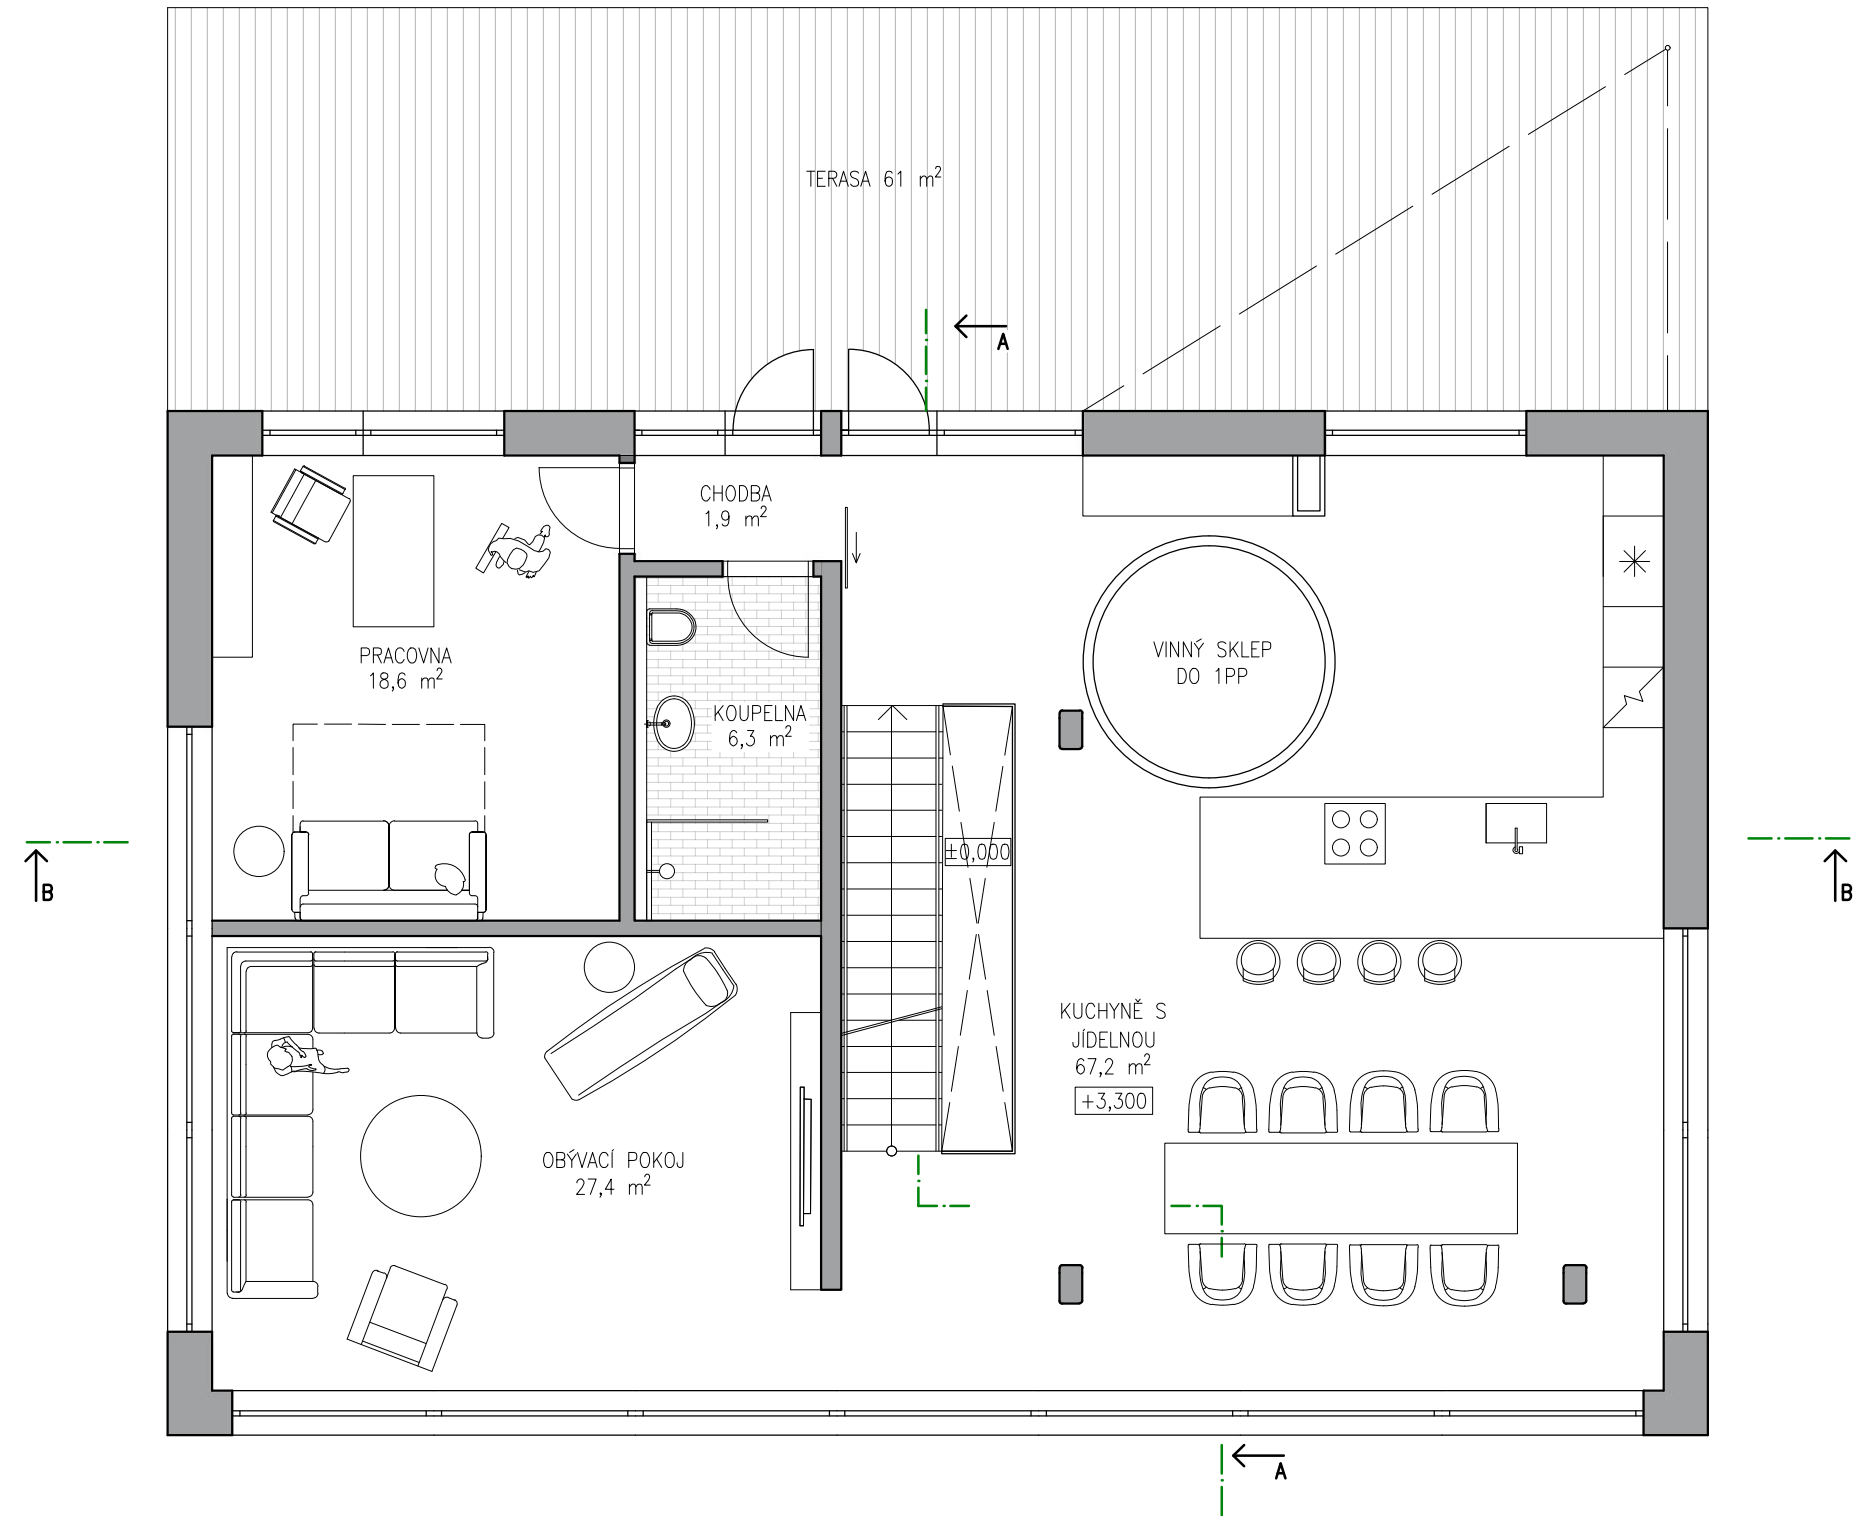 TERASA 61 m²
A
CHODBA
1,9 m²
PRACOVNA
18,6 m²
VINNÝ SKLEP
DO 1PP
KOUPELNA
6,3 m²
±0,000
B
B
KUCHYNĚ S
JÍDELNOU
67,2 m²
+3,300
OBÝVACÍ POKOJ
27,4 m²
A